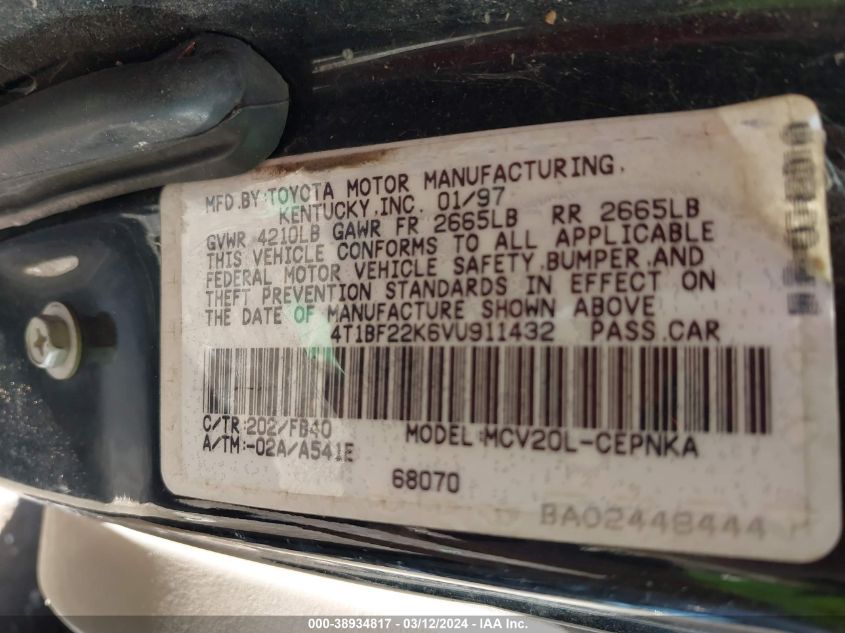 MFD.BY:TOYOTA MOTOR MANUFACTURING,
KENTUCKY,INC. 01/97
GVWR 4210LB GAWR FR 2665LB RR 2665LB
THIS VEHICLE CONFORMS TO ALL APPLICABLE
FEDERAL MOTOR VEHICLE SAFETY,BUMPER,AND
THEFT PREVENTION STANDARDS IN EFFECT ON
THE DATE OF MANUFACTURE SHOWN ABOVE
4T1BF22K6VU911432 PASS.CAR
C/TR:202/FB40 MODEL:MCV20L-CEPNKA
A/TM:-02A/A541E
68070
BA02448444
000-38934817 - 03/12/2024 - IAA Inc.